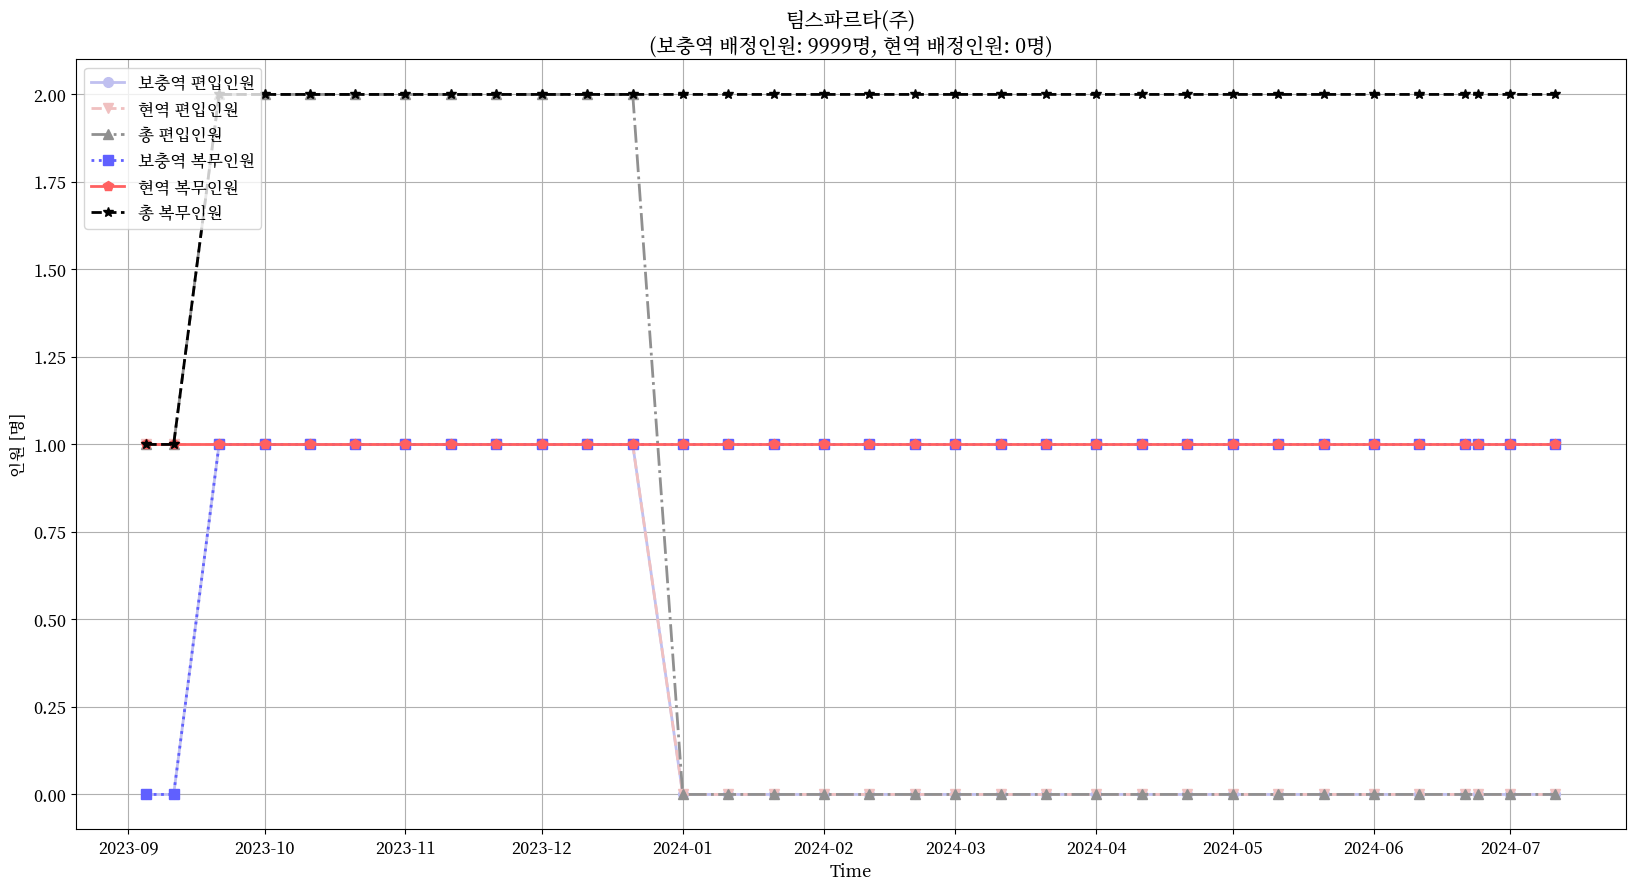 팀스파르타(주)
(보충역 배정인원: 9999명, 현역 배정인원: 0명)
보충역 편입인원
현역 편입인원
총 편입인원
보충역 복무인원
현역 복무인원
총 복무인원
2.00
1.75
1.50
1.25
1.00
0.75
0.50
0.25
0.00
인원 [명]
2023-09 2023-10 2023-11 2023-12 2024-01 2024-02 2024-03 2024-04 2024-05 2024-06 2024-07
Time